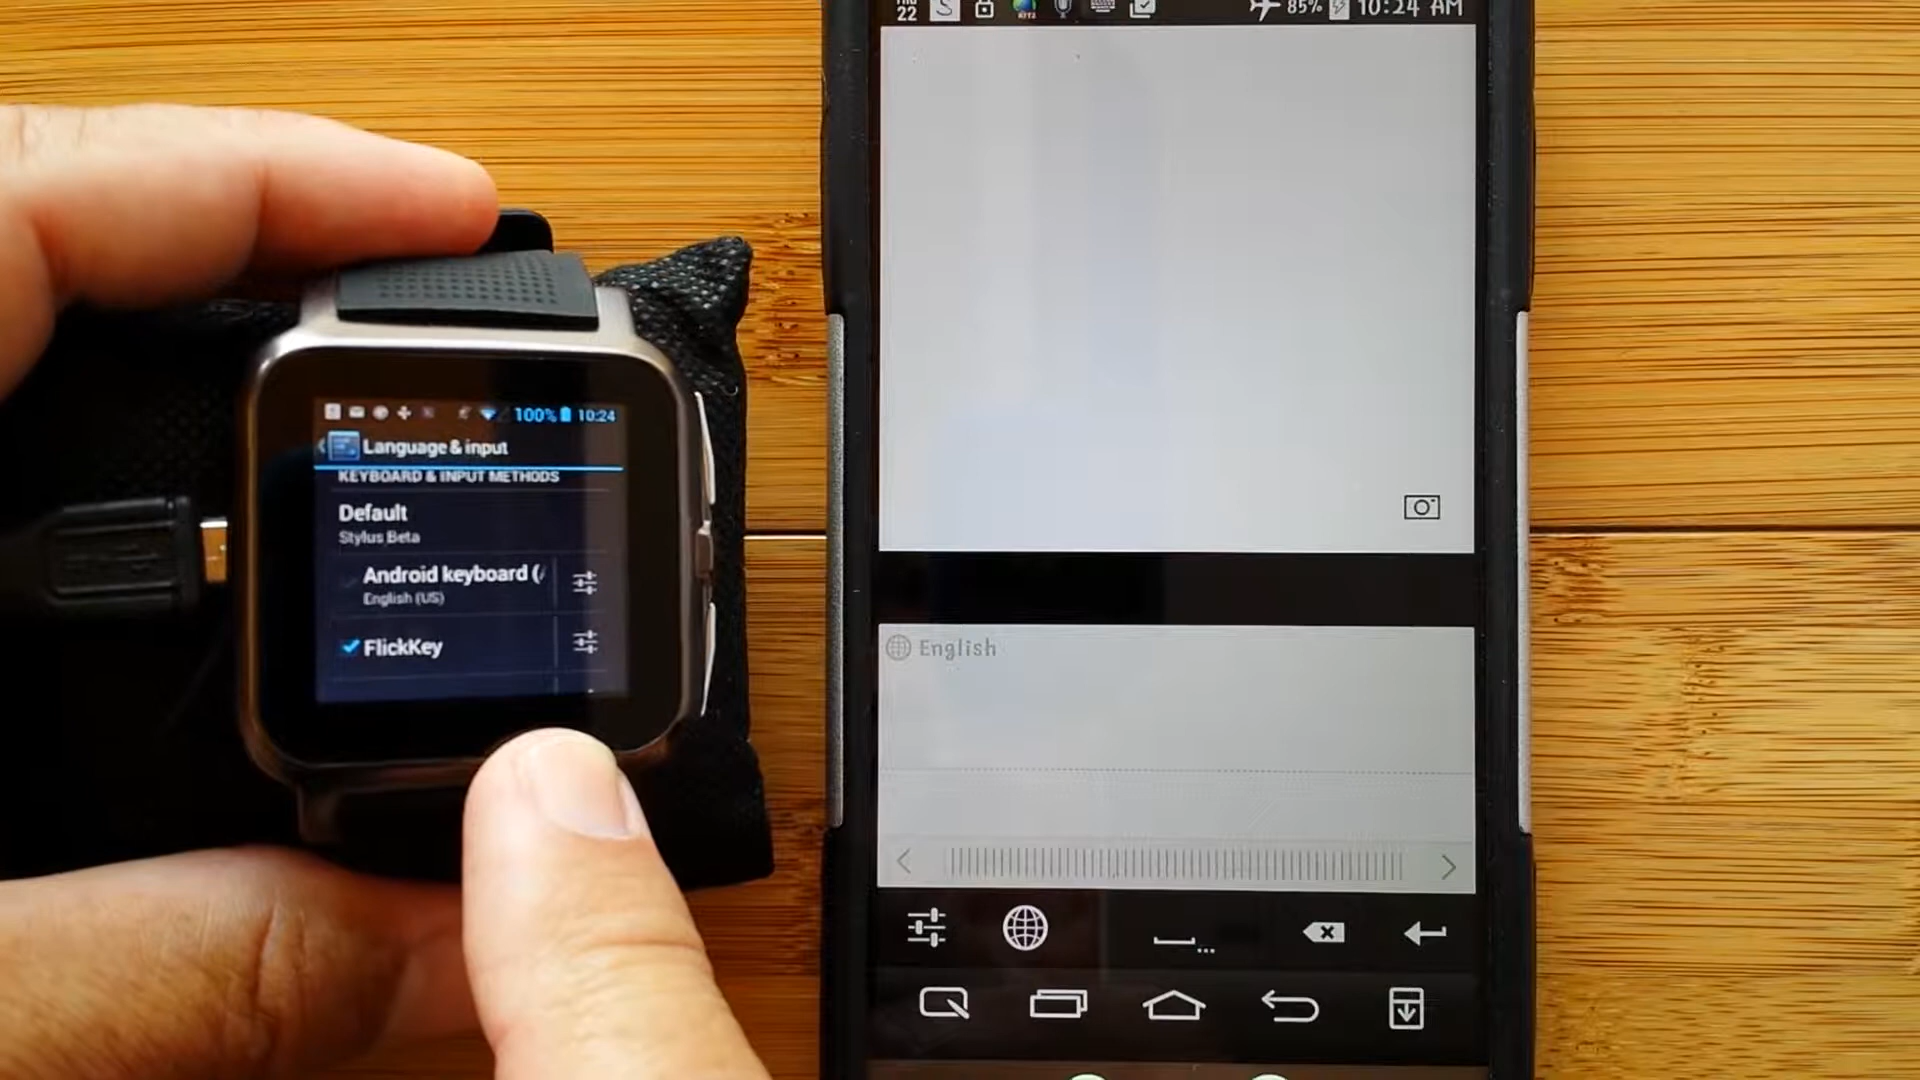 100% 10:24
Language & input
KEYBOARD & INPUT METHODS
Default
Stylus Beta
Android keyboard (
English (US)
FlickKey
22
85% 10:24 AM
English